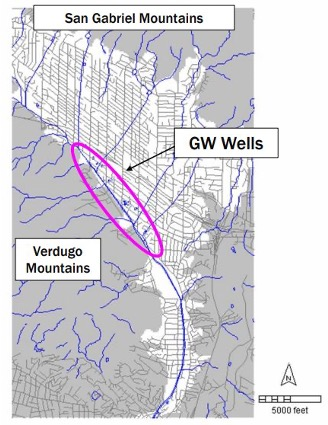 San Gabriel Mountains
GW Wells
Verdugo
Mountains
N
5000 feet